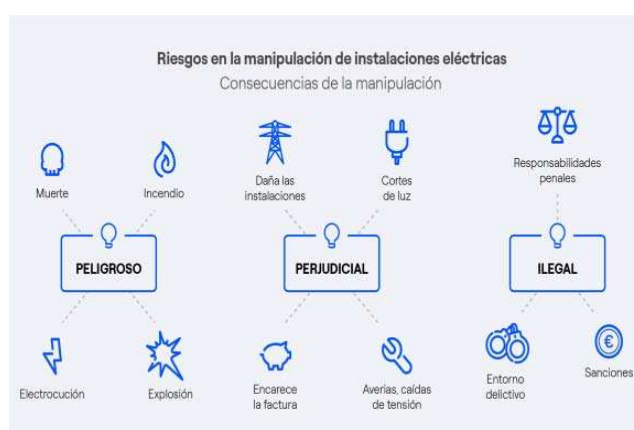 Riesgos en la manipulación de instalaciones eléctricas
Consecuencias de la manipulación
Muerte
Incendio
Daña las
instalaciones
Cortes
de luz
Responsabilidades
penales
PELIGROSO
PERJUDICIAL
ILEGAL
Electrocución
Explosión
Encarece
la factura
Averías, caídas
de tensión
Entorno
delictivo
Sanciones
€